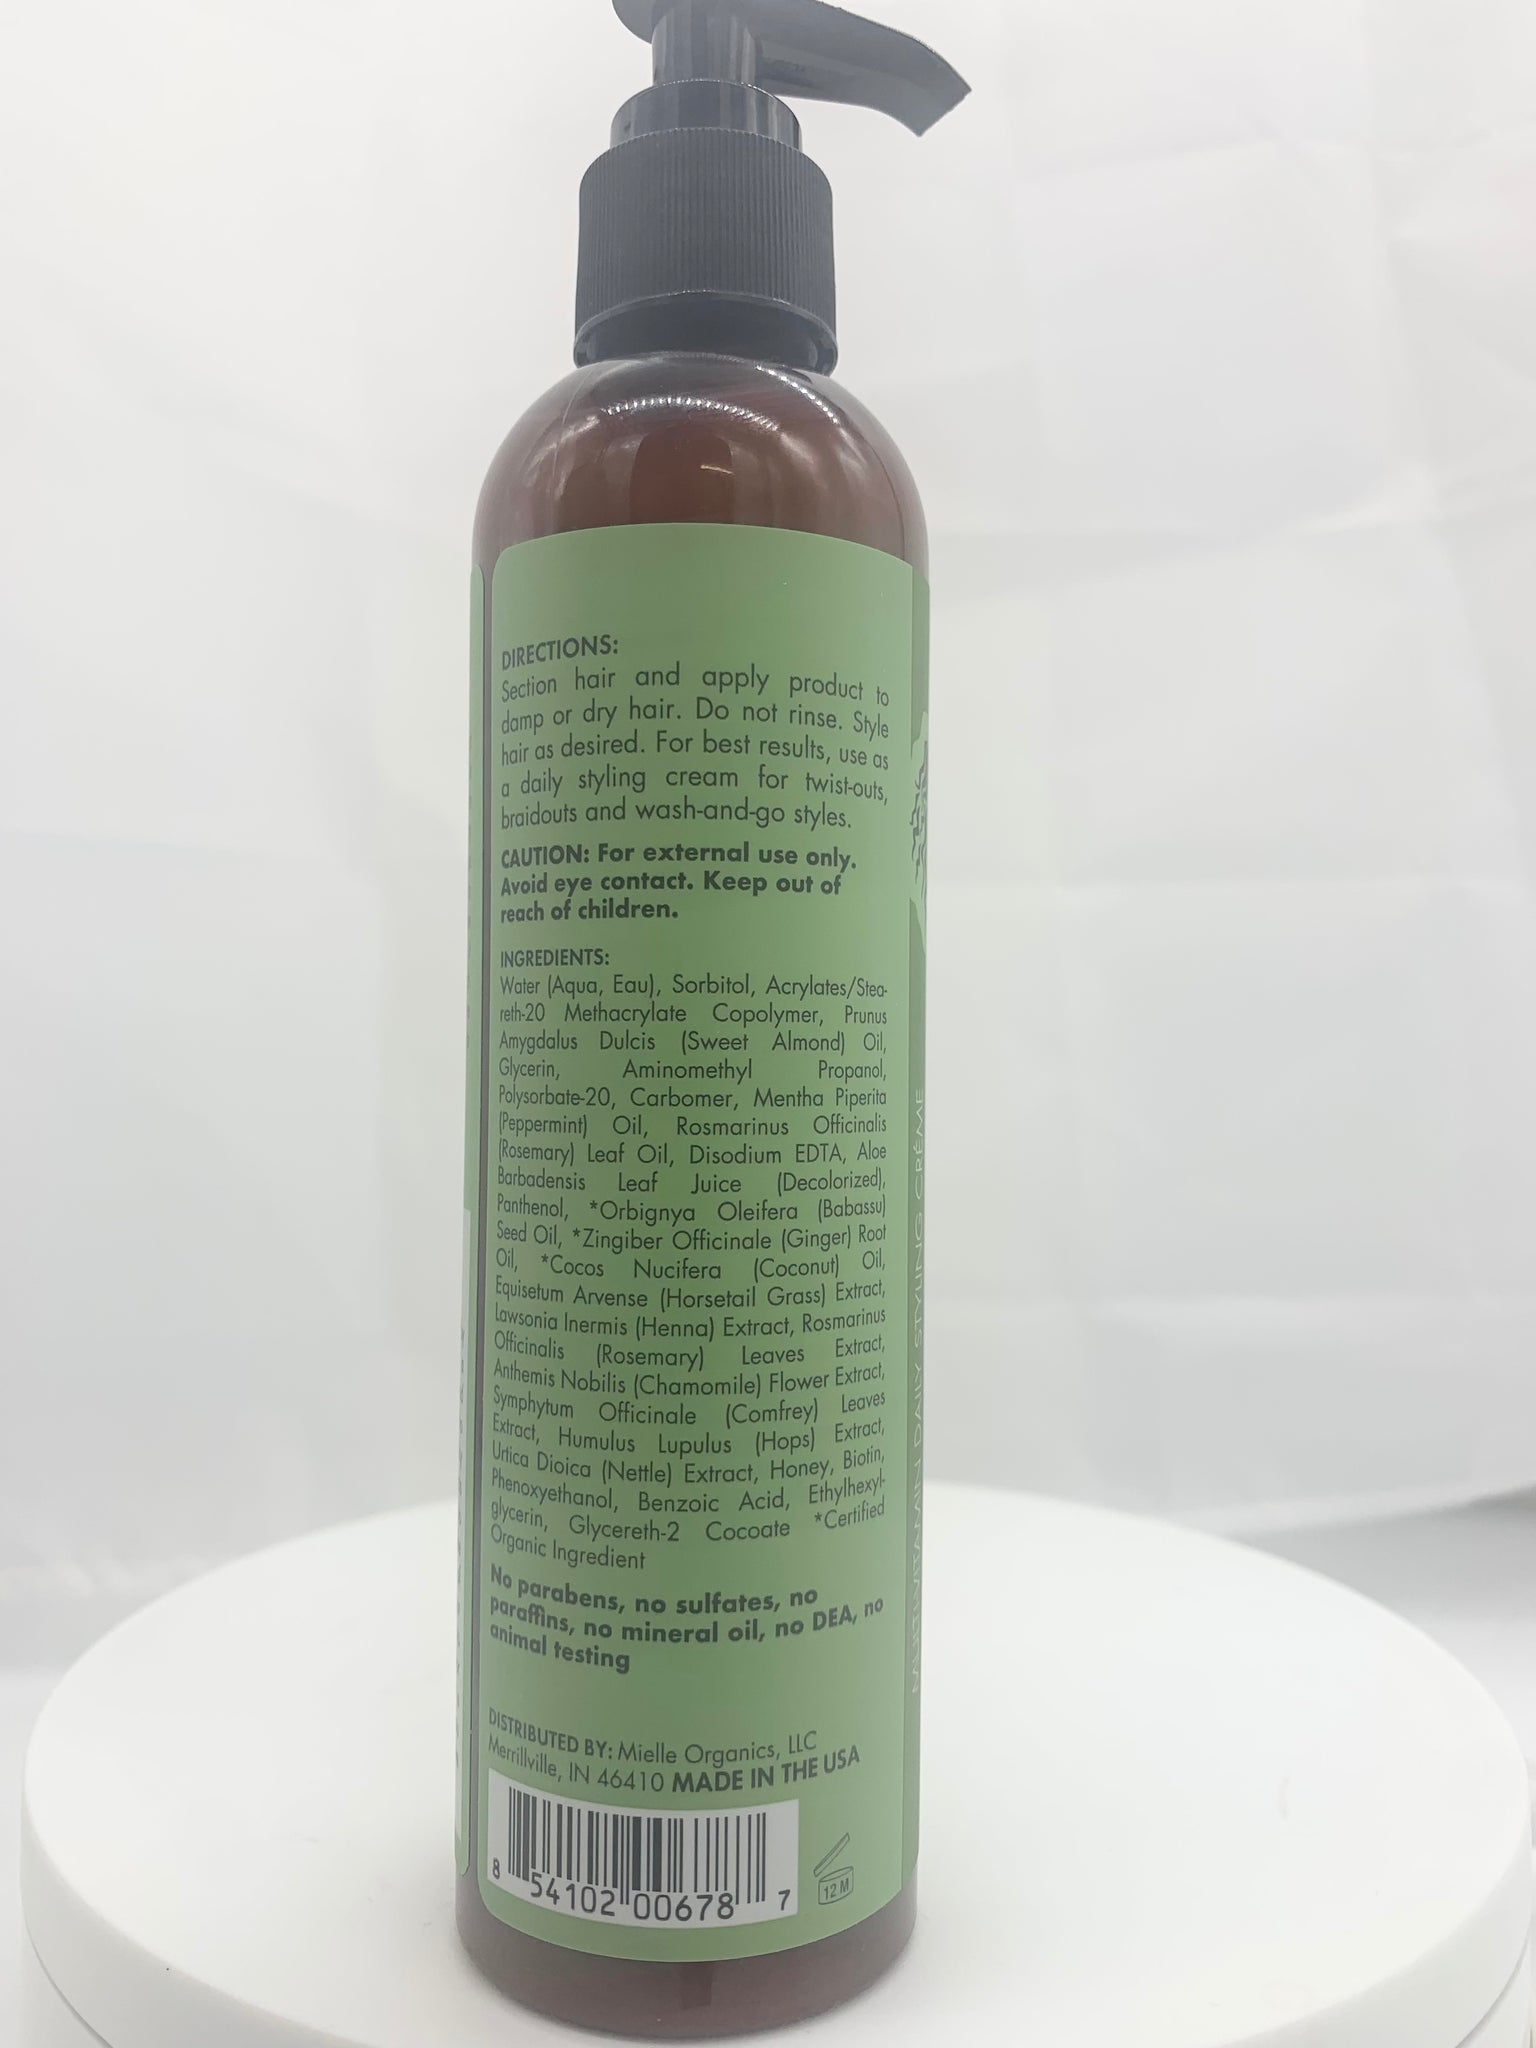 DIRECTIONS:
Section hair and apply product to
damp or dry hair. Do not rinse. Style
hair as desired. For best results, use as
a daily styling cream for twist-outs,
braidouts and wash-and-go styles.
CAUTION: For external use only.
Avoid eye contact. Keep out of
reach of children.
INGREDIENTS:
Water (Aqua, Eau), Sorbitol, Acrylates/Stea-
reth-20 Methacrylate Copolymer, Prunus
Amygdalus Dulcis (Sweet Almond) Oil,
Glycerin, Aminomethyl Propanol,
Polysorbate-20, Carbomer, Mentha Piperita
(Peppermint) Oil, Rosmarinus Officinalis
(Rosemary) Leaf Oil, Disodium EDTA, Aloe
Barbadensis Leaf Juice (Decolorized),
Panthenol, *Orbignya Oleifera (Babassu)
Seed Oil, *Zingiber Officinale (Ginger) Root
Oil, *Cocos Nucifera (Coconut) Oil,
Equisetum Arvense (Horsetail Grass) Extract,
Lawsonia Inermis (Henna) Extract, Rosmarinus
Officinalis (Rosemary) Leaves Extract,
Anthemis Nobilis (Chamomile) Flower Extract,
Symphytum Officinale (Comfrey) Leaves
Extract, Humulus Lupulus (Hops) Extract,
Urtica Dioica (Nettle) Extract, Honey, Biotin,
Phenoxyethanol, Benzoic Acid, Ethylhexyl-
glycerin, Glycereth-2 Cocoate *Certified
Organic Ingredient
No parabens, no sulfates, no
paraffins, no mineral oil, no DEA, no
animal testing
DISTRIBUTED BY: Mielle Organics, LLC
Merrillville, IN 46410 MADE IN THE USA
8 54102 00678 7
12 M
MULTIVITAMIN DAILY STYLING CRÉME